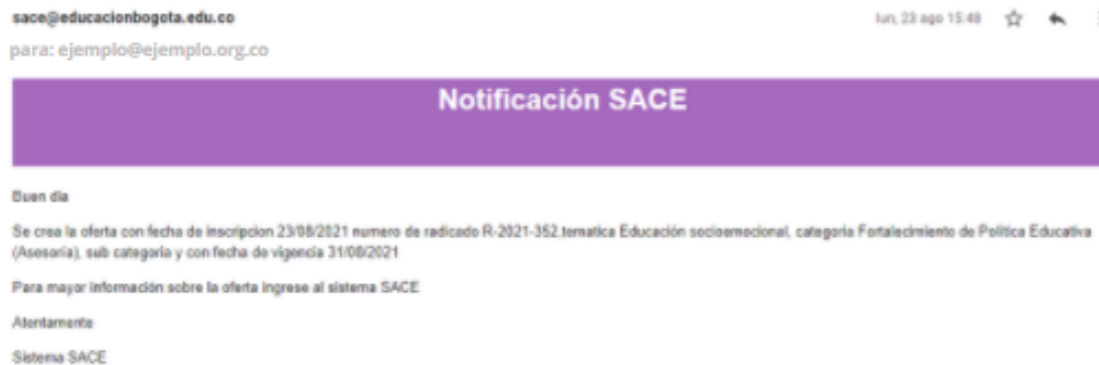 sace@educacionbogota.edu.co
lun, 23 ago 15:48
para: ejemplo@ejemplo.org.co
Notificación SACE
Buen dia
Se crea la oferta con fecha de inscripcion 23/08/2021 numero de radicado R-2021-352,tematica Educación socioemocional, categoria Fortalecimiento de Politica Educativa
(Asesoria), sub categoria y con fecha de vigencia 31/08/2021
Para mayor información sobre la oferta ingrese al sistema SACE
Atentamente
Sistema SACE